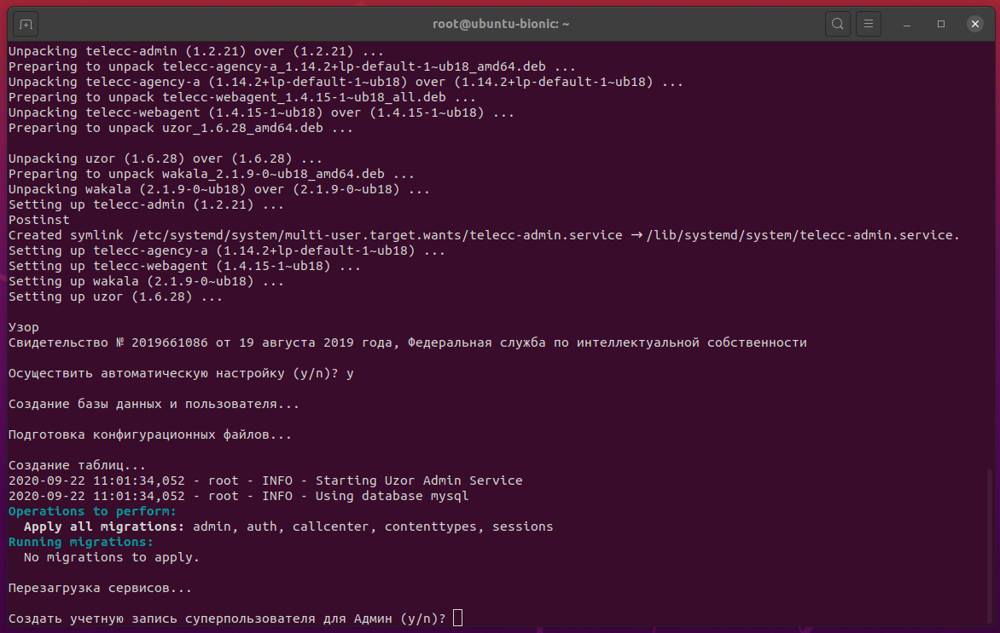 root@ubuntu-bionic: ~
Unpacking telecc-admin (1.2.21) over (1.2.21) ...
Preparing to unpack telecc-agency-a_1.14.2+lp-default-1~ub18_amd64.deb ...
Unpacking telecc-agency-a (1.14.2+lp-default-1~ub18) over (1.14.2+lp-default-1~ub18) ...
Preparing to unpack telecc-webagent_1.4.15-1~ub18_all.deb ...
Unpacking telecc-webagent (1.4.15-1~ub18) over (1.4.15-1~ub18) ...
Preparing to unpack uzor_1.6.28_amd64.deb ...
Unpacking uzor (1.6.28) over (1.6.28) ...
Preparing to unpack wakala_2.1.9-0~ub18_amd64.deb ...
Unpacking wakala (2.1.9-0~ub18) over (2.1.9-0~ub18) ...
Setting up telecc-admin (1.2.21) ...
Postinst
Created symlink /etc/systemd/system/multi-user.target.wants/telecc-admin.service → /lib/systemd/system/telecc-admin.service.
Setting up telecc-agency-a (1.14.2+lp-default-1~ub18) ...
Setting up telecc-webagent (1.4.15-1~ub18) ...
Setting up wakala (2.1.9-0~ub18) ...
Setting up uzor (1.6.28) ...
Узор
Свидетельство № 2019661086 от 19 августа 2019 года, Федеральная служба по интеллектуальной собственности
Осуществить автоматическую настройку (y/n)? y
Создание базы данных и пользователя...
Подготовка конфигурационных файлов...
Создание таблиц...
2020-09-22 11:01:34,052 - root - INFO - Starting Uzor Admin Service
2020-09-22 11:01:34,052 - root - INFO - Using database mysql
Operations to perform:
Apply all migrations: admin, auth, callcenter, contenttypes, sessions
Running migrations:
No migrations to apply.
Перезагрузка сервисов...
Создать учетную запись суперпользователя для Админ (y/n)?